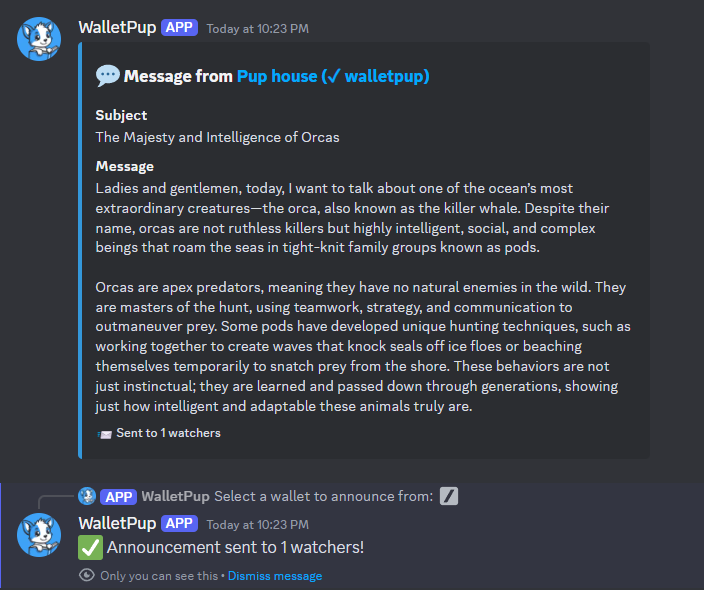 WalletPup APP Today at 10:23 PM
💬 Message from Pup house (✓ walletpup)
Subject
The Majesty and Intelligence of Orcas
Message
Ladies and gentlemen, today, I want to talk about one of the ocean's most
extraordinary creatures—the orca, also known as the killer whale. Despite their
name, orcas are not ruthless killers but highly intelligent, social, and complex
beings that roam the seas in tight-knit family groups known as pods.
Orcas are apex predators, meaning they have no natural enemies in the wild. They
are masters of the hunt, using teamwork, strategy, and communication to
outmaneuver prey. Some pods have developed unique hunting techniques, such as
working together to create waves that knock seals off ice floes or beaching
themselves temporarily to snatch prey from the shore. These behaviors are not
just instinctual; they are learned and passed down through generations, showing
just how intelligent and adaptable these animals truly are.
📨 Sent to 1 watchers
APP WalletPup Select a wallet to announce from:
WalletPup APP Today at 10:23 PM
✅ Announcement sent to 1 watchers!
Only you can see this • Dismiss message